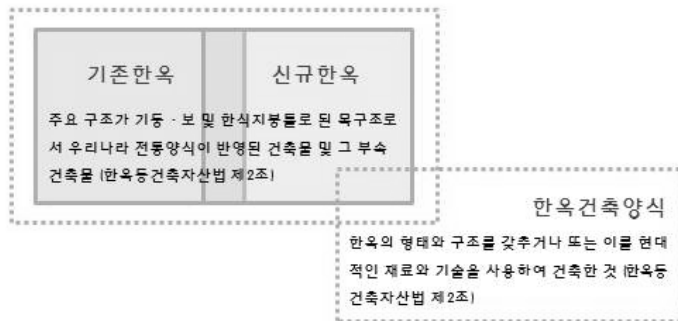 기존한옥 신규한옥
주요 구조가 기둥 · 보 및 한식지붕틀로 된 목구조로
서 우리나라 전통양식이 반영된 건축물 및 그 부속
건축물 (한옥등건축자산법 제2조)
한옥건축양식
한옥의 형태와 구조를 갖추거나 또는 이를 현대
적인 재료와 기술을 사용하여 건축한 것 (한옥등
건축자산법 제2조)